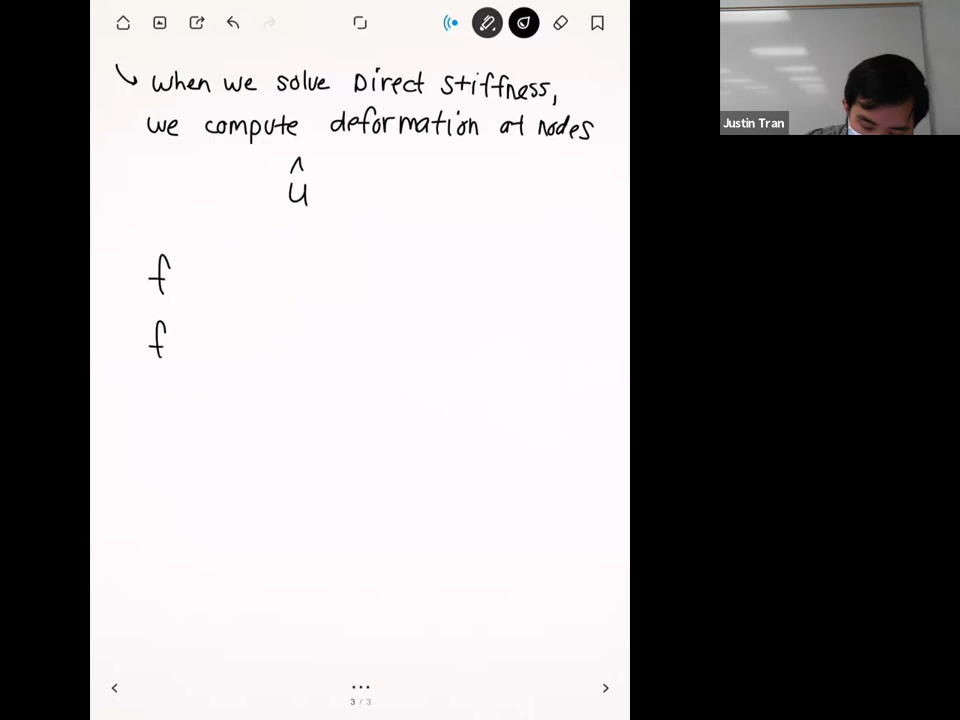 when we solve Direct stiffness,
we compute deformation at nodes
^
u
f
f
3 / 3
Justin Tran